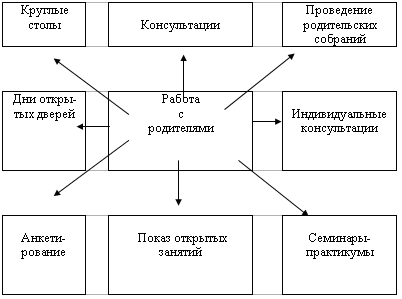 Круглые
столы
Консультации
Проведение
родительских
собраний
Дни откры-
тых дверей
Работа
с
родителями
Индивидуальные
консультации
Анкети-
рование
Показ открытых
занятий
Семинары-
практикумы